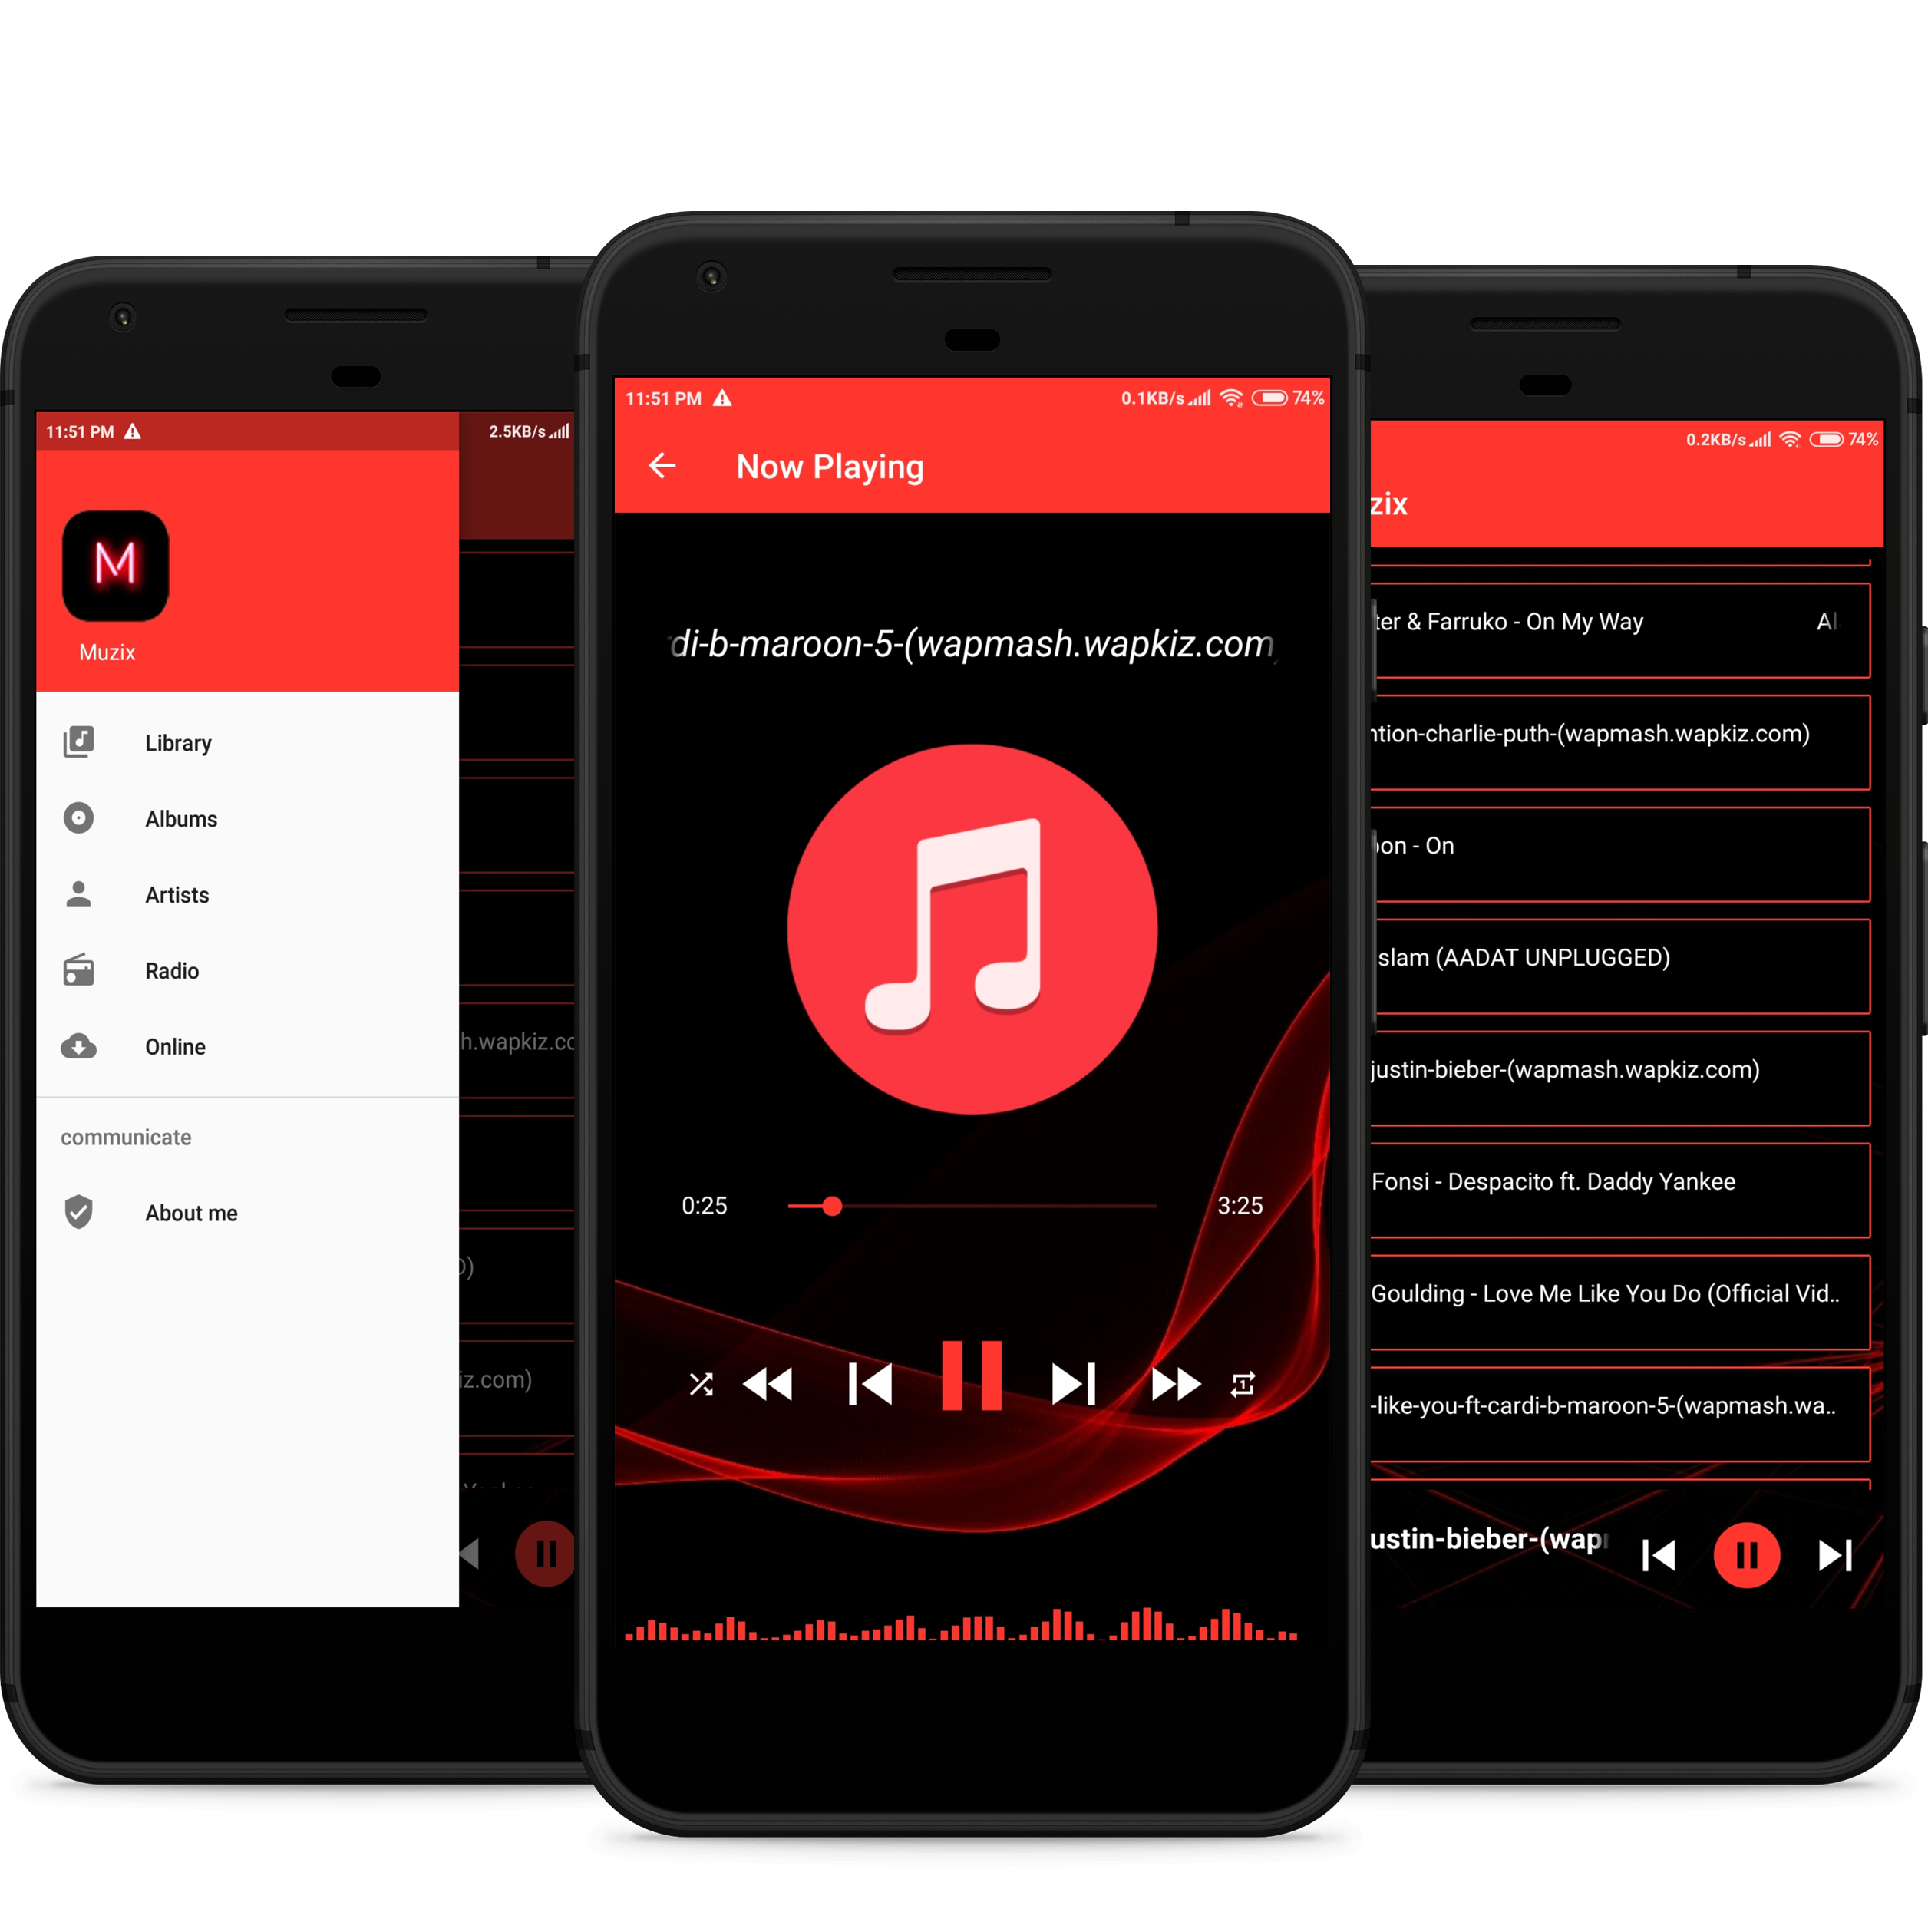 11:51 PM
2.5KB/s
M
Muzix
Library
Albums
Artists
Radio
Online
communicate
About me
h.wapkiz.co
)
iz.com)
11:51 PM 0.1KB/s 74%
Now Playing
di-b-maroon-5-(wapmash.wapkiz.com)
0:25 3:25
1
0.2KB/s 74%
zix
ter & Farruko - On My Way Al
ntion-charlie-puth-(wapmash.wapkiz.com)
oon - On
slam (AADAT UNPLUGGED)
justin-bieber-(wapmash.wapkiz.com)
Fonsi - Despacito ft. Daddy Yankee
Goulding - Love Me Like You Do (Official Vid..
-like-you-ft-cardi-b-maroon-5-(wapmash.wa..
ustin-bieber-(wap